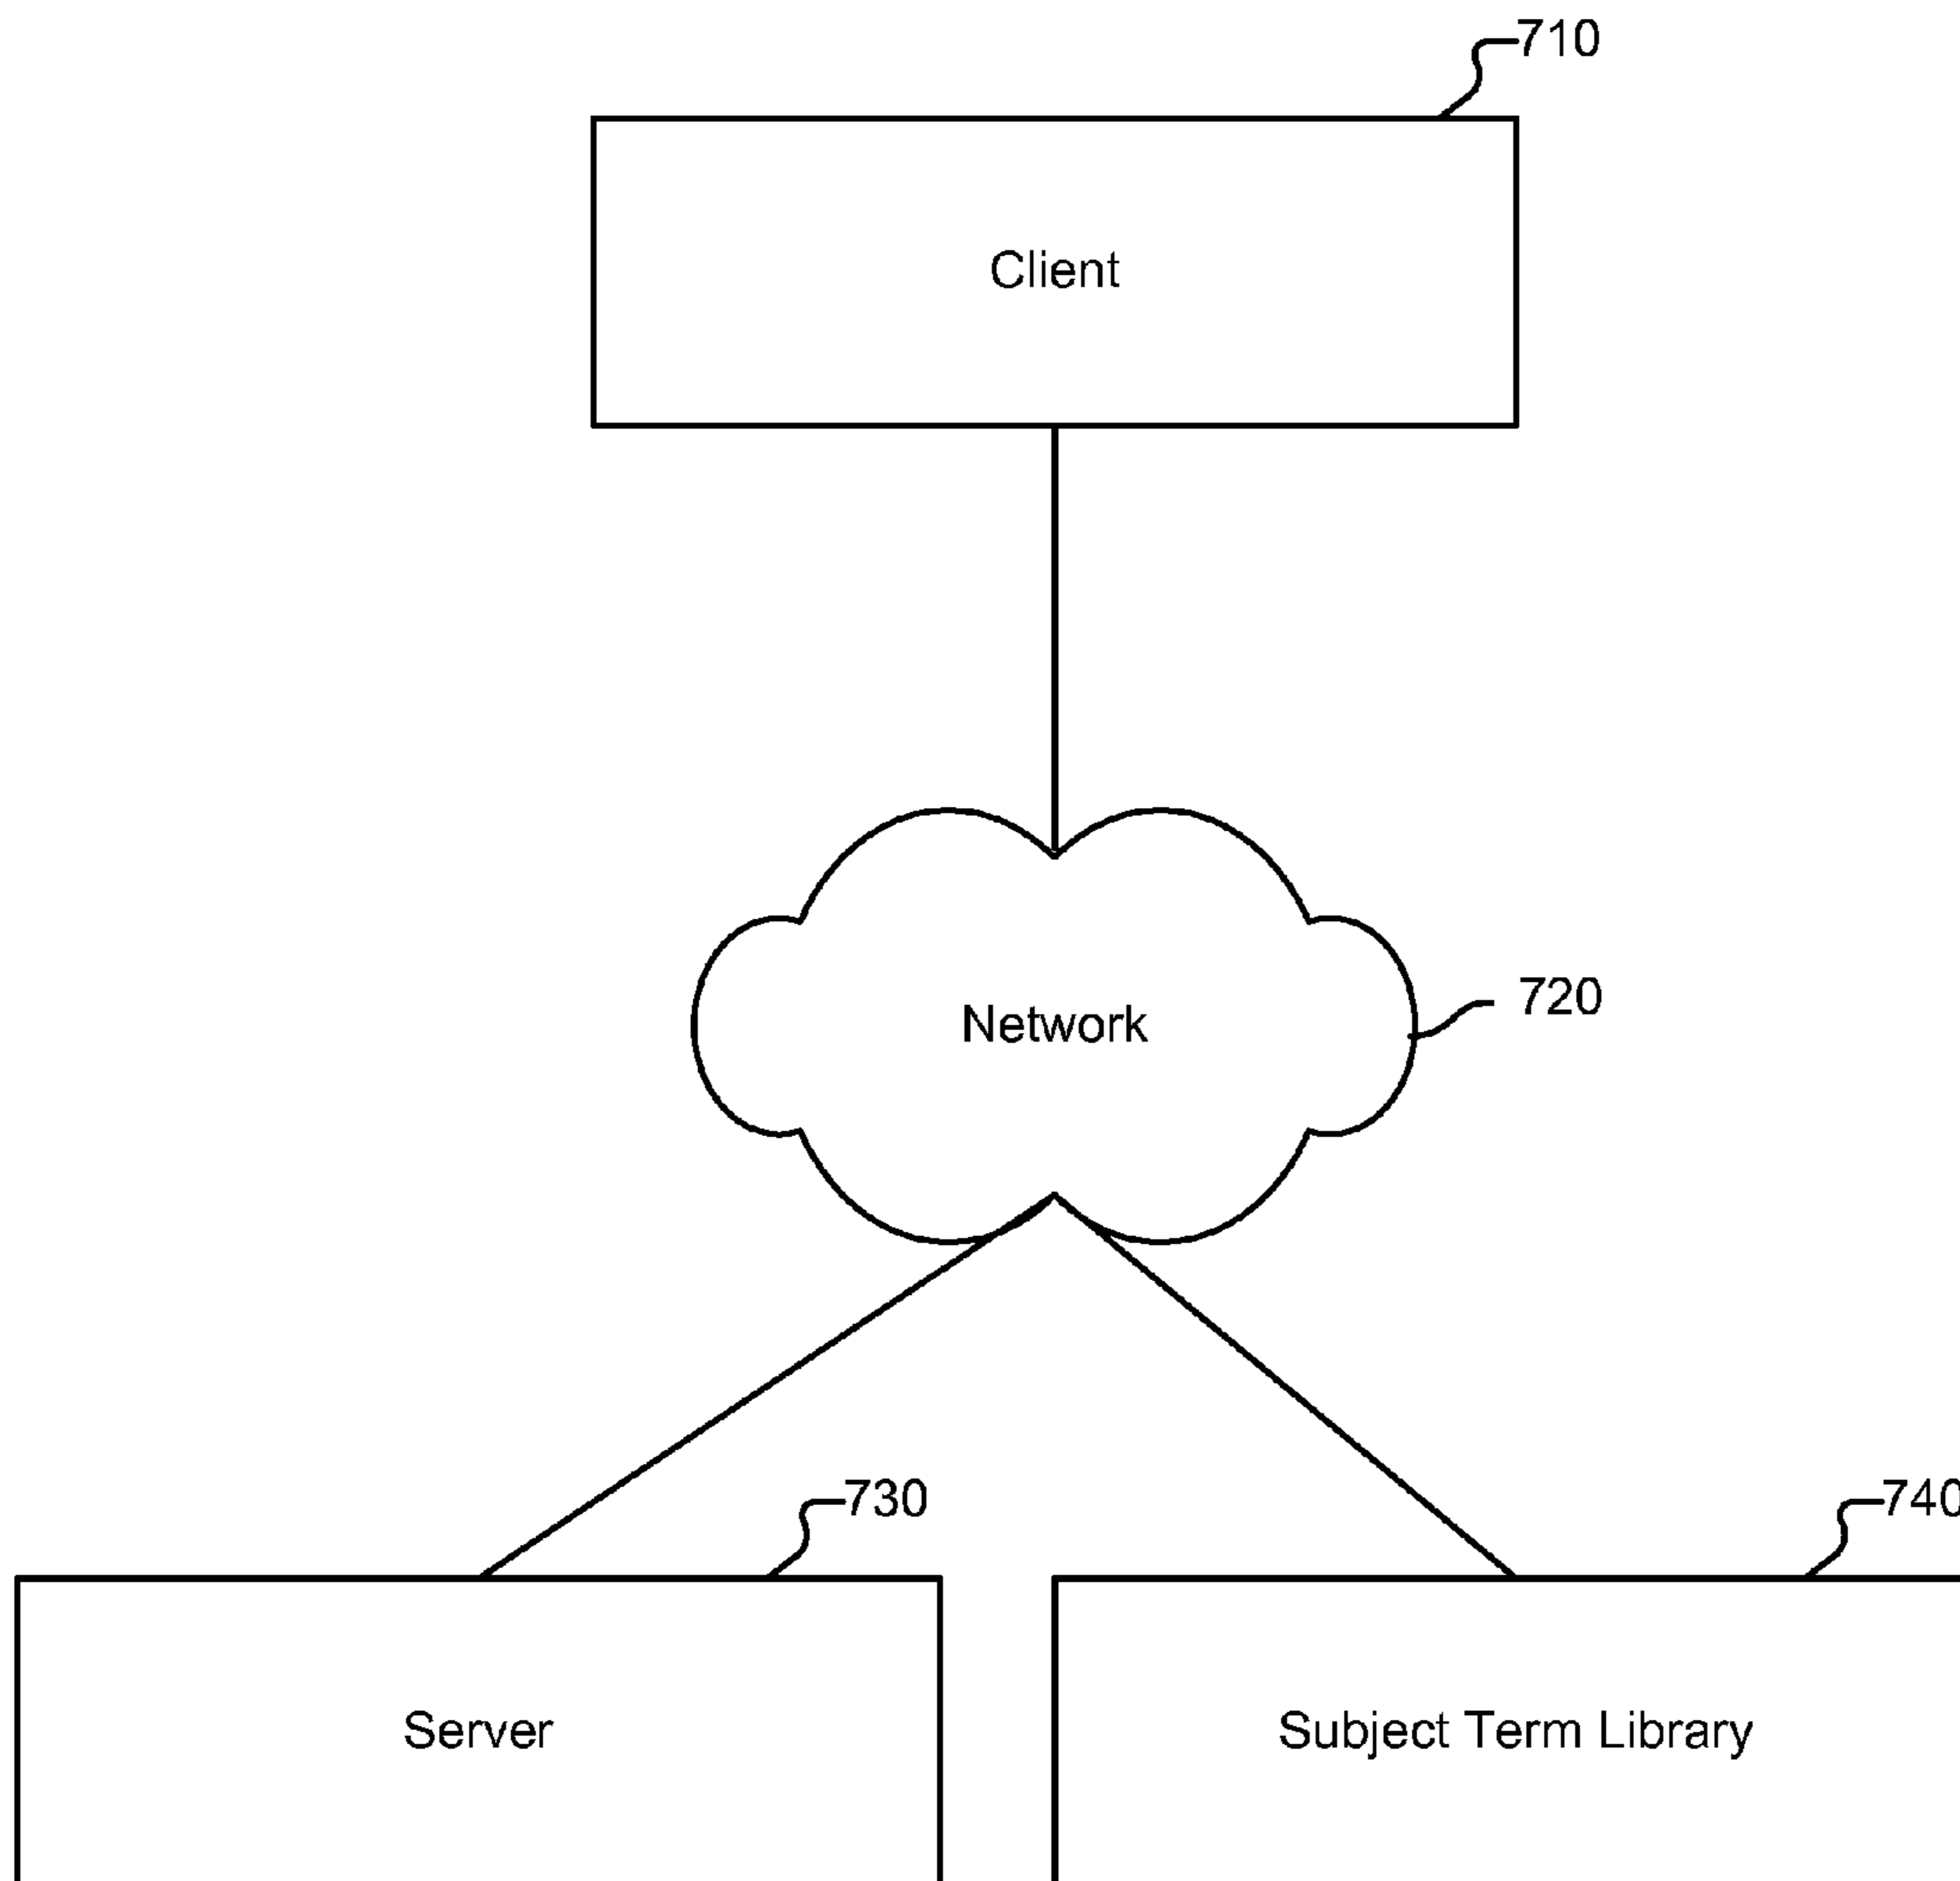 710
Client
Network
720
730
740
Server
Subject Term Library